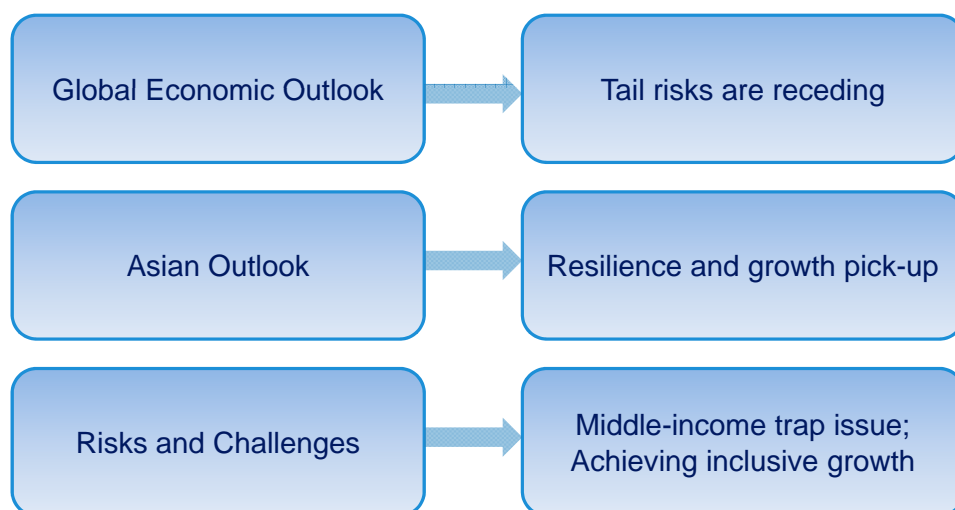 Global Economic Outlook
Tail risks are receding
Asian Outlook
Resilience and growth pick-up
Risks and Challenges
Middle-income trap issue;
Achieving inclusive growth